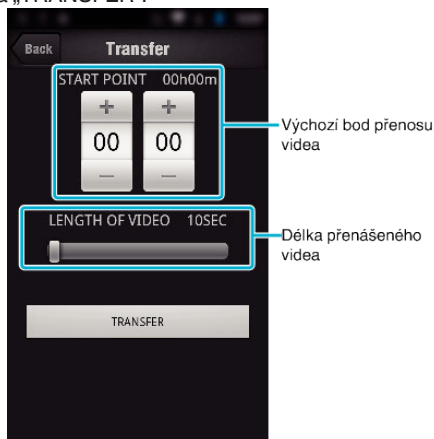 Back Transfer
START POINT 00h00m
+ +
00 00
— —
Výchozí bod přenosu
videa
LENGTH OF VIDEO 10SEC
Délka přenášeného
videa
TRANSFER